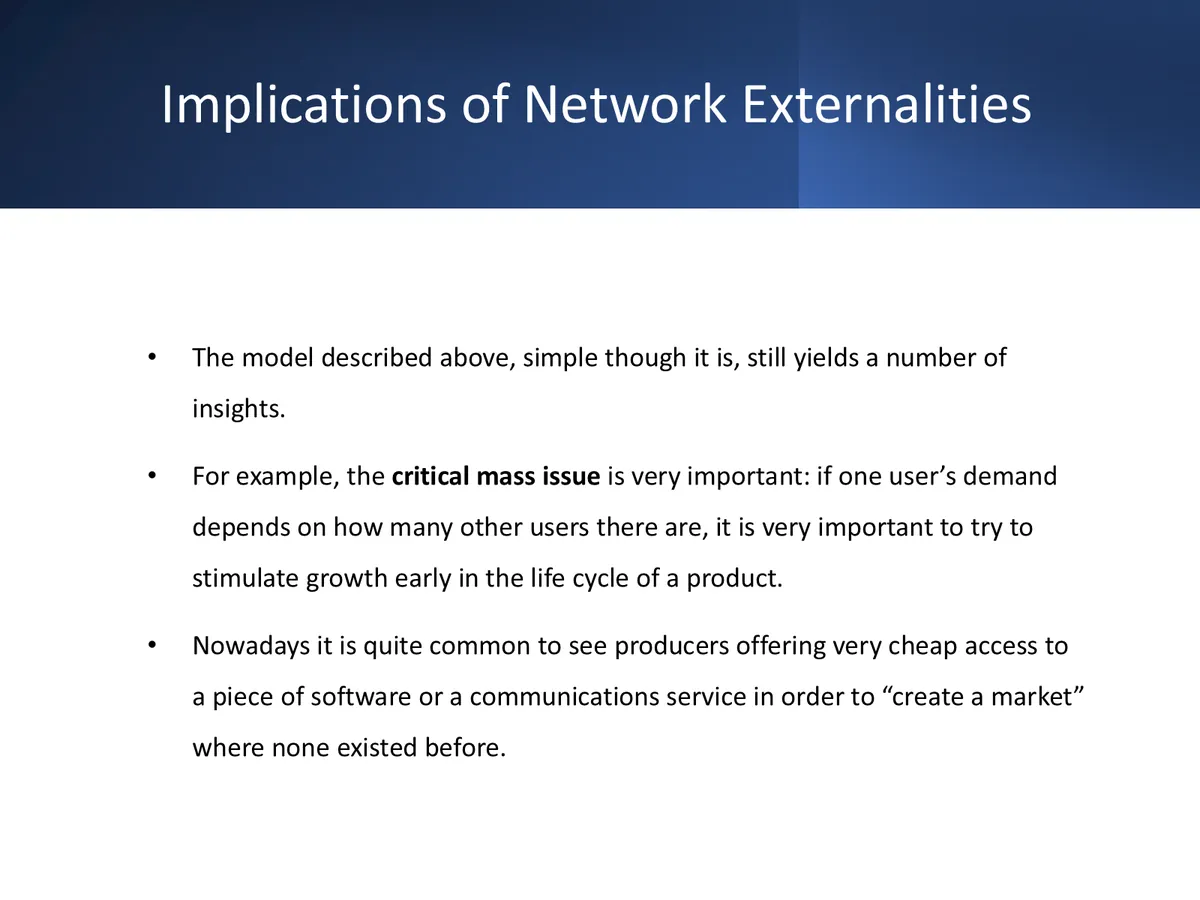 Implications of Network Externalities
• The model described above, simple though it is, still yields a number of
insights.
• For example, the critical mass issue is very important: if one user’s demand
depends on how many other users there are, it is very important to try to
stimulate growth early in the life cycle of a product.
• Nowadays it is quite common to see producers offering very cheap access to
a piece of software or a communications service in order to “create a market”
where none existed before.